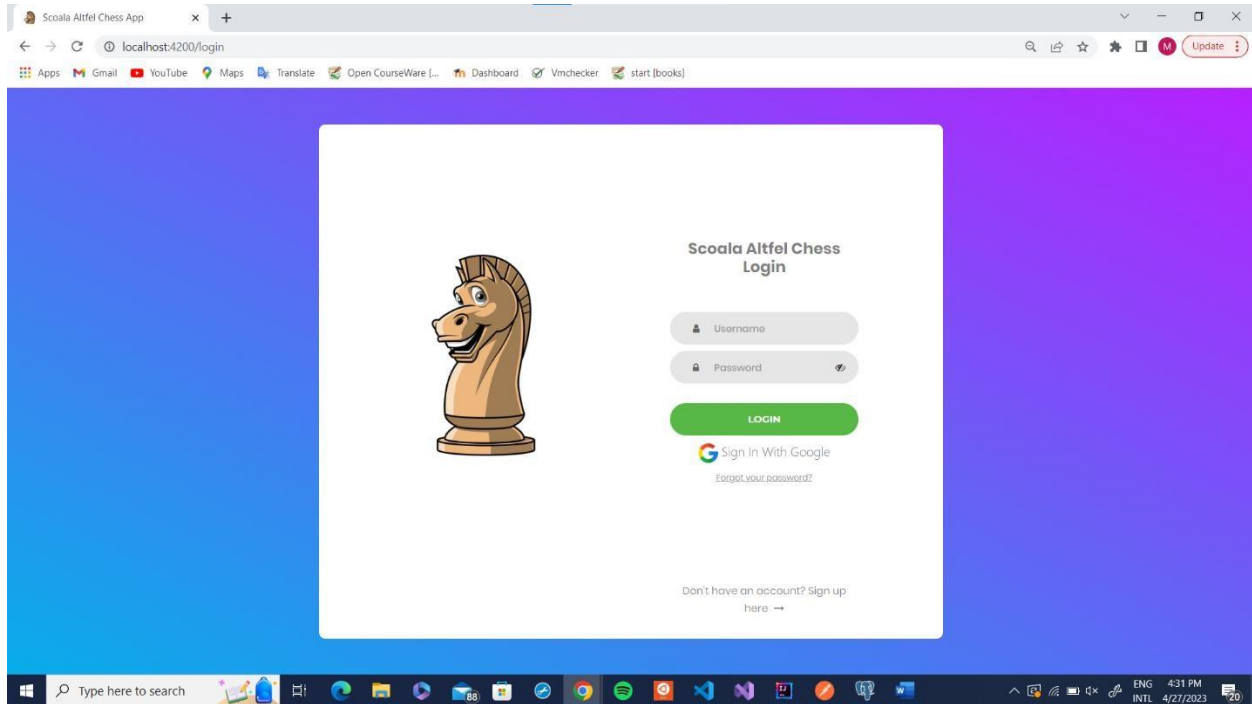 Scoala Altfel Chess App
localhost:4200/login
M
Update
Apps
Gmail
YouTube
Maps
Translate
Open CourseWare [...
Dashboard
Vmchecker
start [books]
Scoala Altfel Chess
Login
Username
Password
LOGIN
Sign In With Google
Forgot your password?
Don't have an account? Sign up
here →
Type here to search
88
ENG 4:31 PM
INTL 4/27/2023
20